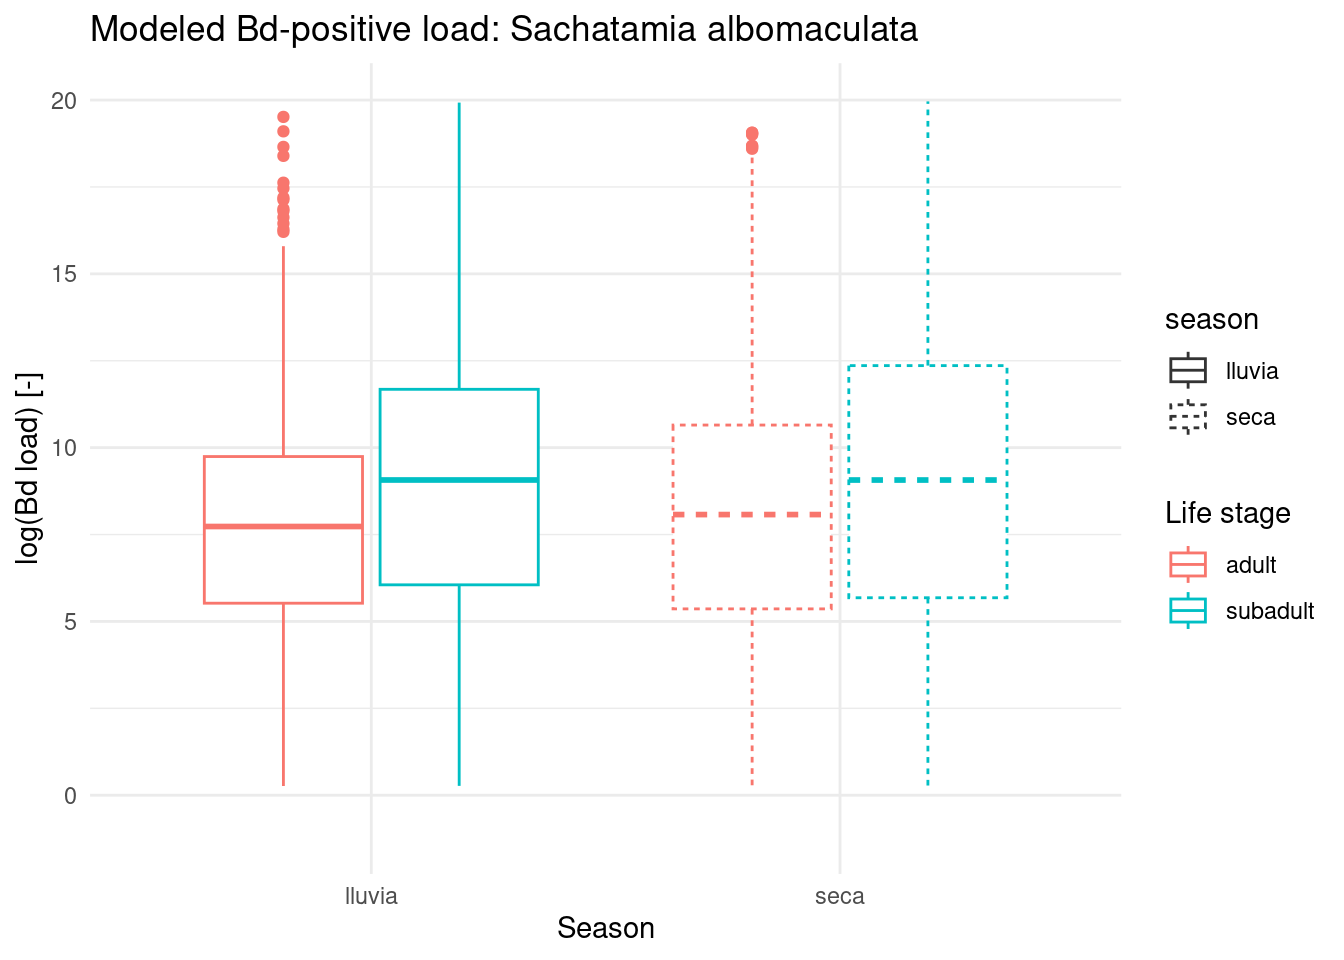 Modeled Bd-positive load: Sachatamia albomaculata
log(Bd load) [-]
20
15
10
5
0
lluvia
seca
Season
season
lluvia
seca
Life stage
adult
subadult